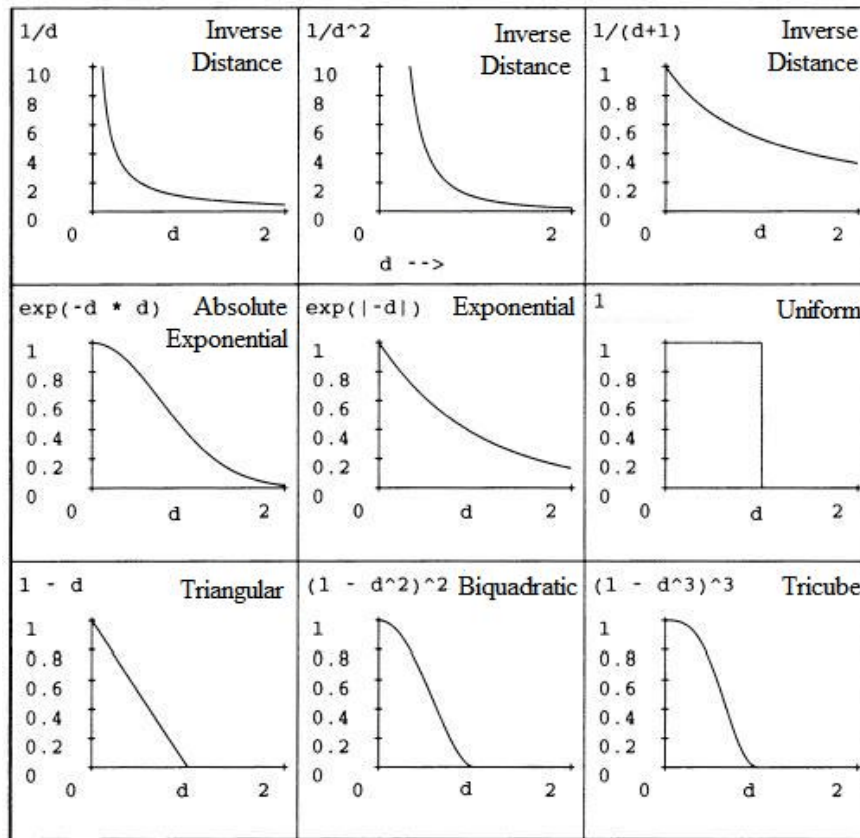 1/d Inverse
Distance
10
8
6
4
2
0
0 d 2
1/d^2 Inverse
Distance
10
8
6
4
2
0
0 2
d -->
1/(d+1) Inverse
Distance
1
0.8
0.6
0.4
0.2
0
0 d 2
exp(-d * d) Absolute
Exponential
1
0.8
0.6
0.4
0.2
0
0 d 2
exp(|-d|) Exponential
1
0.8
0.6
0.4
0.2
0
0 d 2
1 Uniform
1
0.8
0.6
0.4
0.2
0
0 d 2
1 - d Triangular
1
0.8
0.6
0.4
0.2
0
0 d 2
(1 - d^2)^2 Biquadratic
1
0.8
0.6
0.4
0.2
0
0 d 2
(1 - d^3)^3 Tricube
1
0.8
0.6
0.4
0.2
0
0 d 2